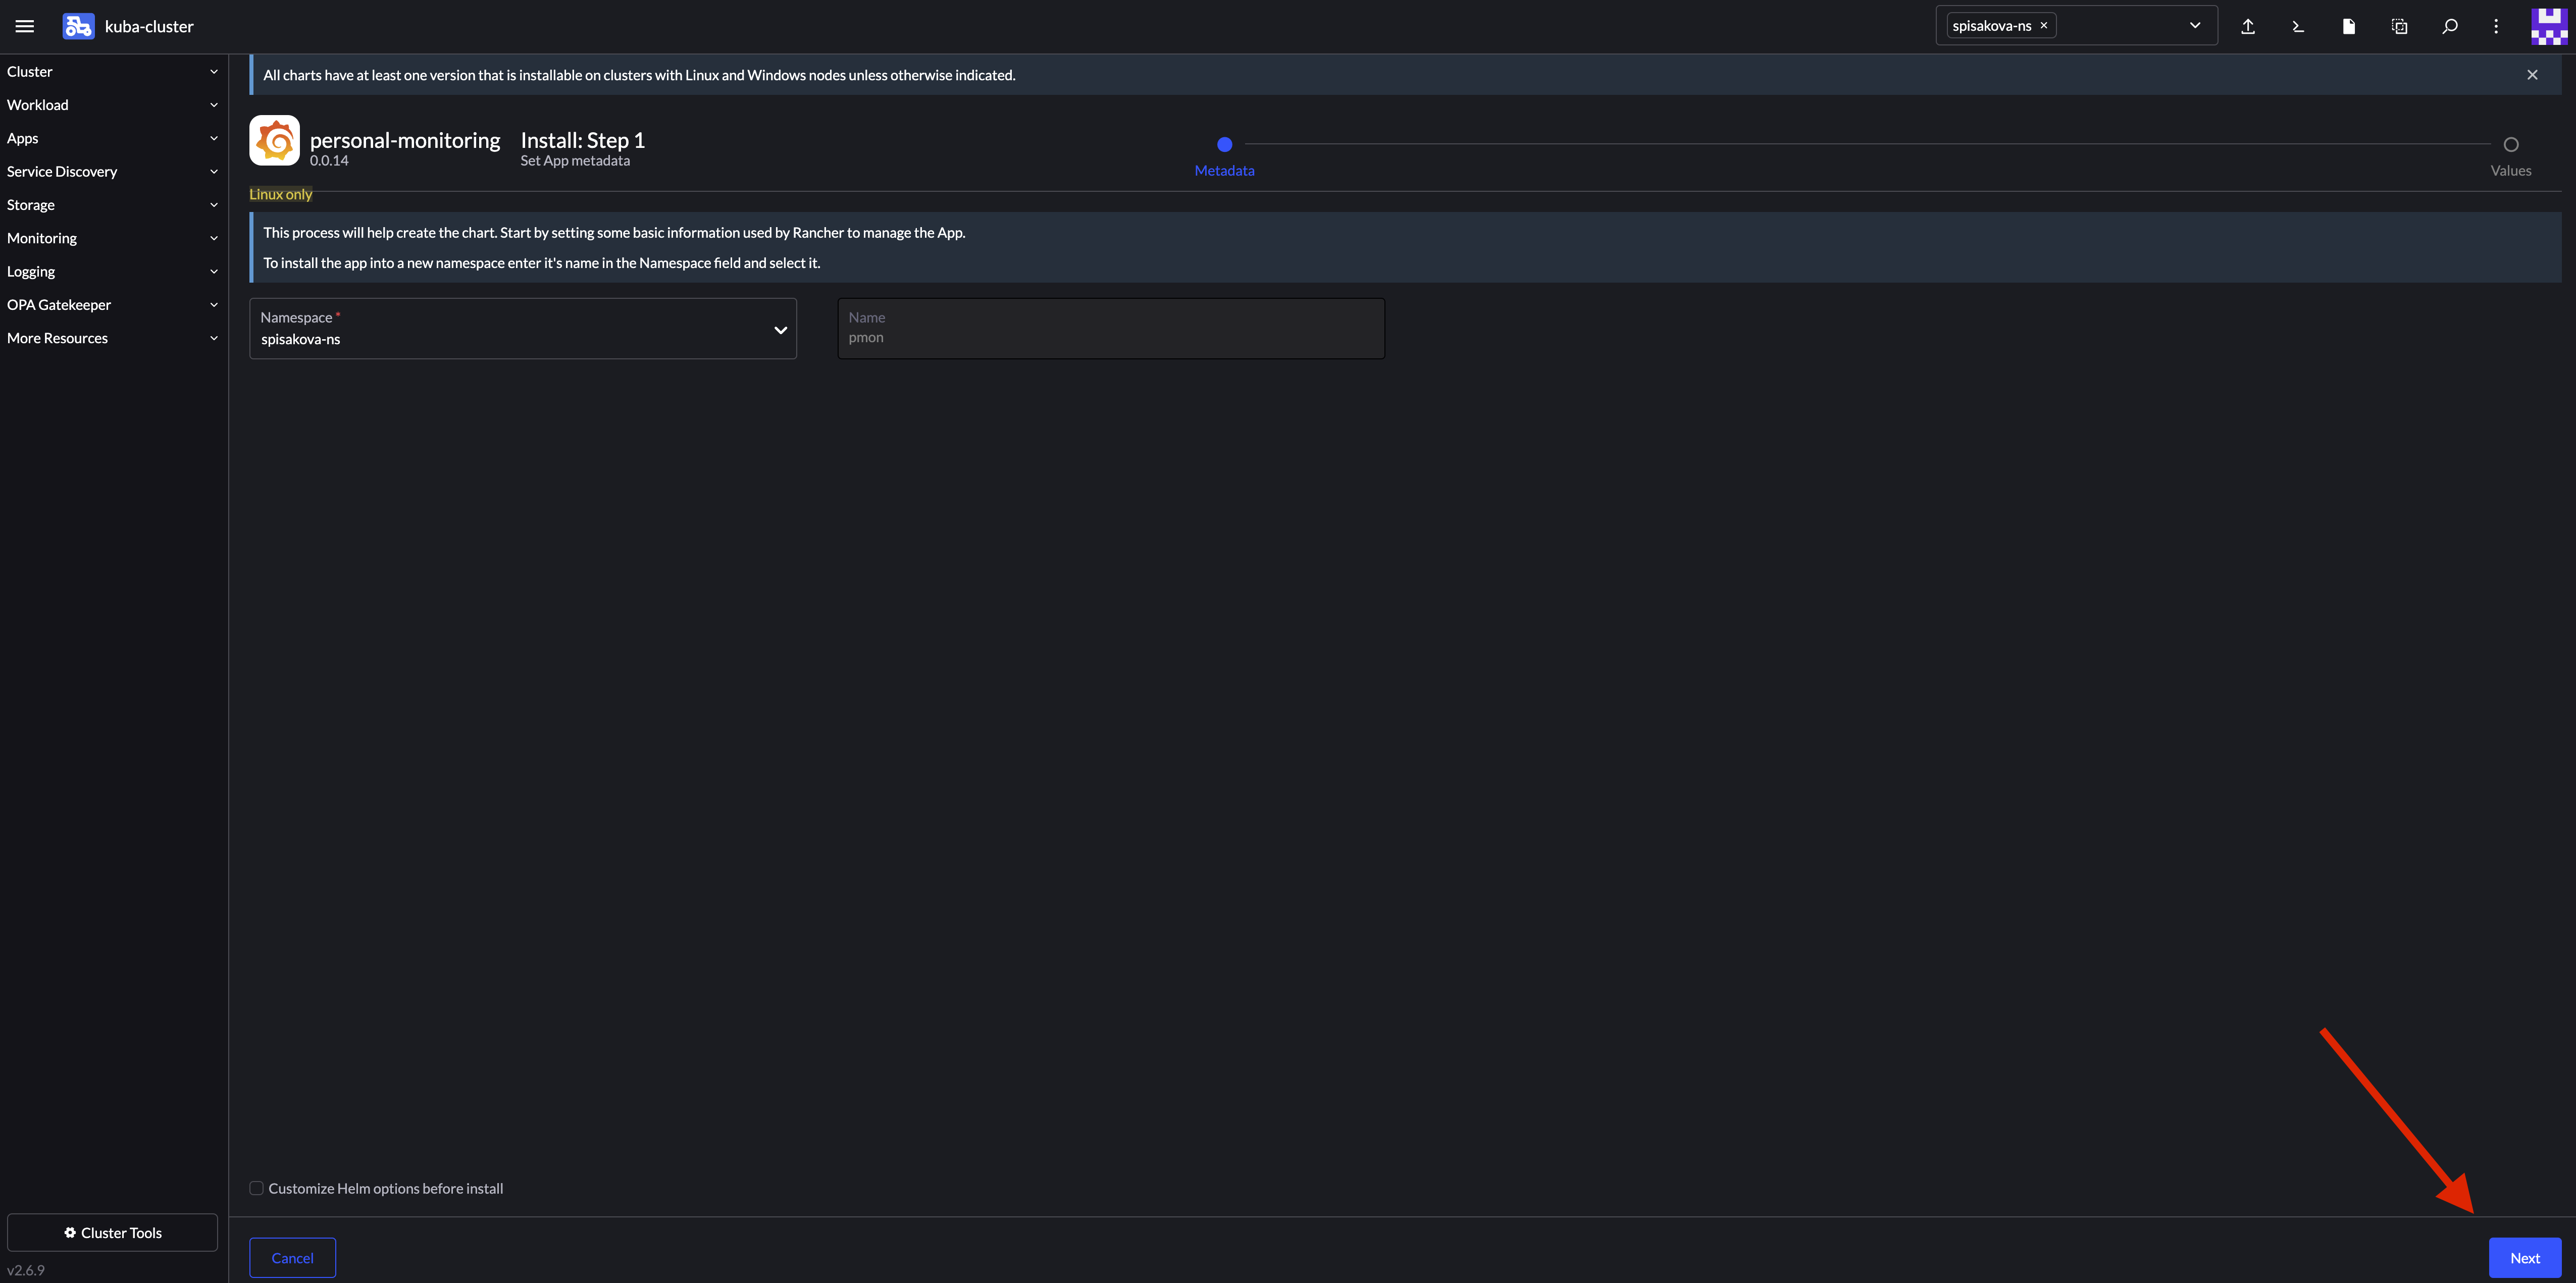 kuba-cluster
spisakova-ns
Cluster
Workload
Apps
Service Discovery
Storage
Monitoring
Logging
OPA Gatekeeper
More Resources
Cluster Tools
v2.6.9
All charts have at least one version that is installable on clusters with Linux and Windows nodes unless otherwise indicated.
personal-monitoring
0.0.14
Install: Step 1
Set App metadata
Metadata
Values
Linux only
This process will help create the chart. Start by setting some basic information used by Rancher to manage the App.
To install the app into a new namespace enter it's name in the Namespace field and select it.
Namespace *
spisakova-ns
Name
pmon
Customize Helm options before install
Cancel
Next